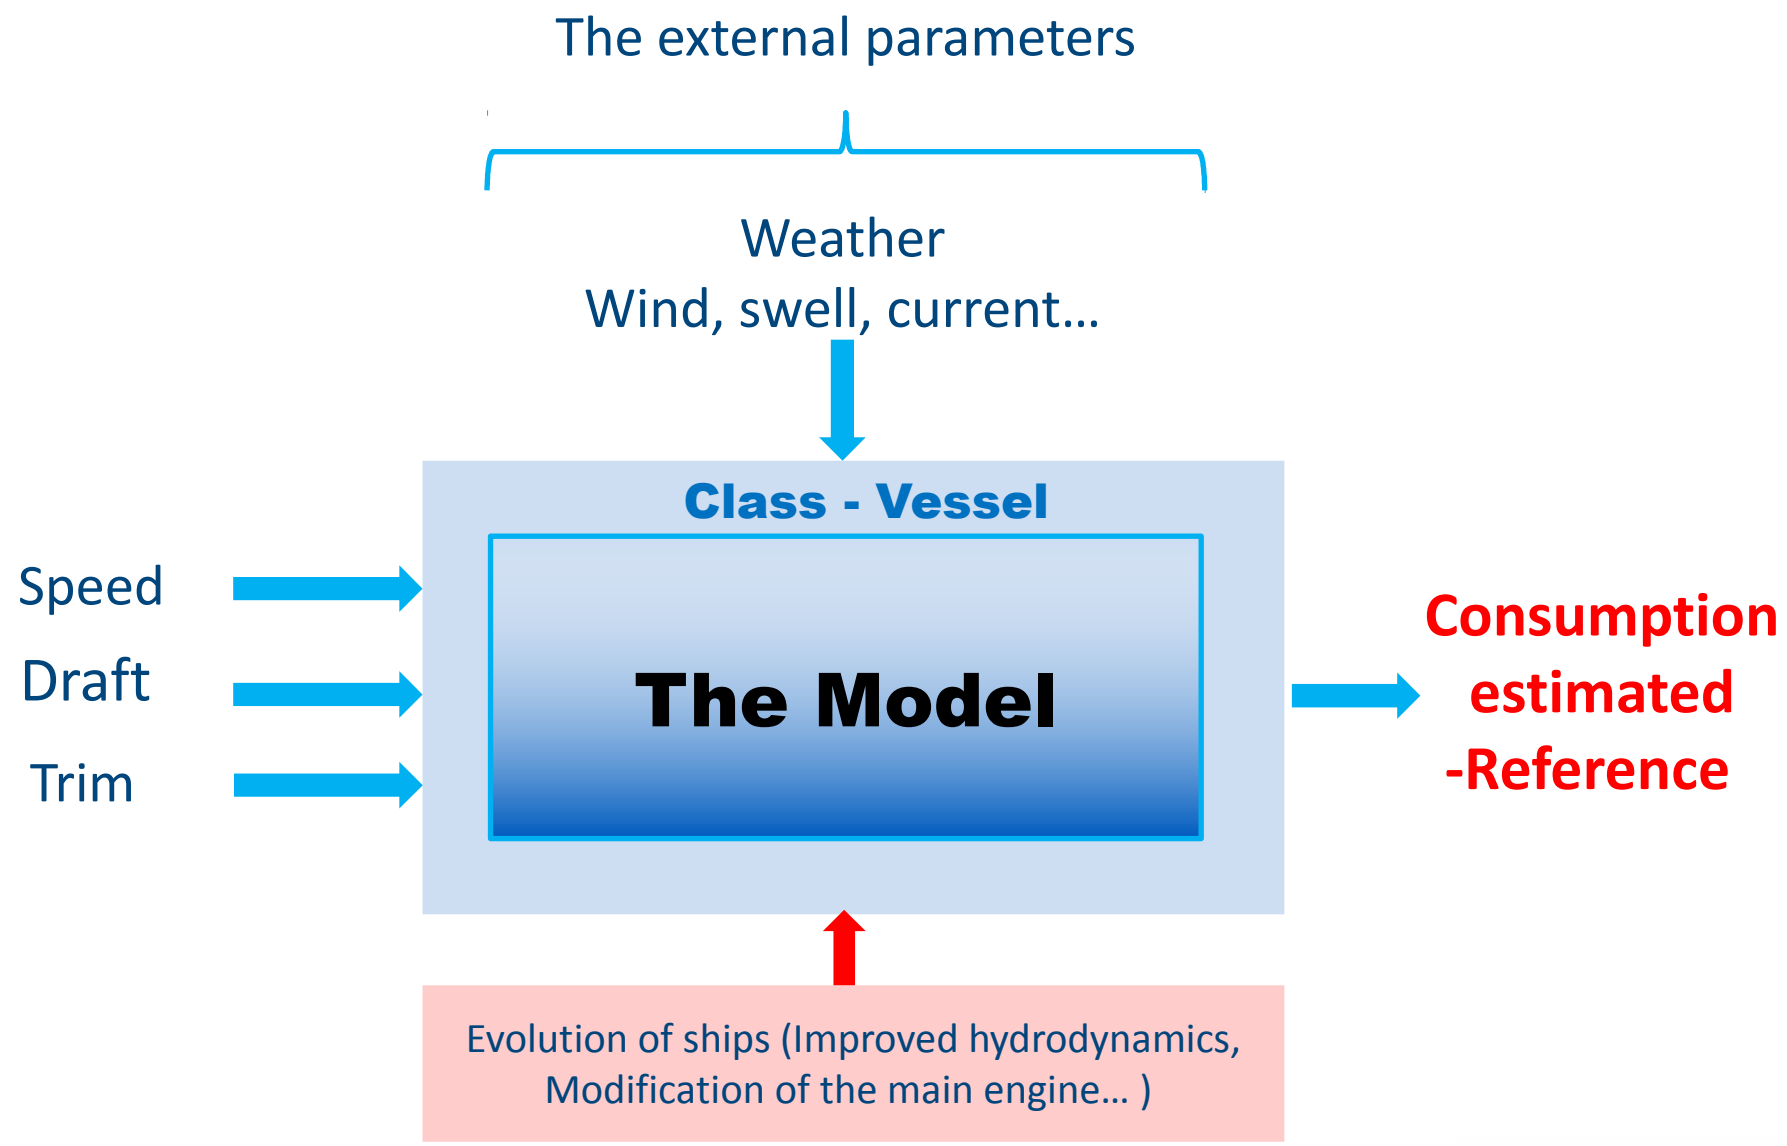 The external parameters
Weather
Wind, swell, current…
Class - Vessel
Speed
Draft
Trim
The Model
Consumption
estimated
-Reference
Evolution of ships (Improved hydrodynamics,
Modification of the main engine… )